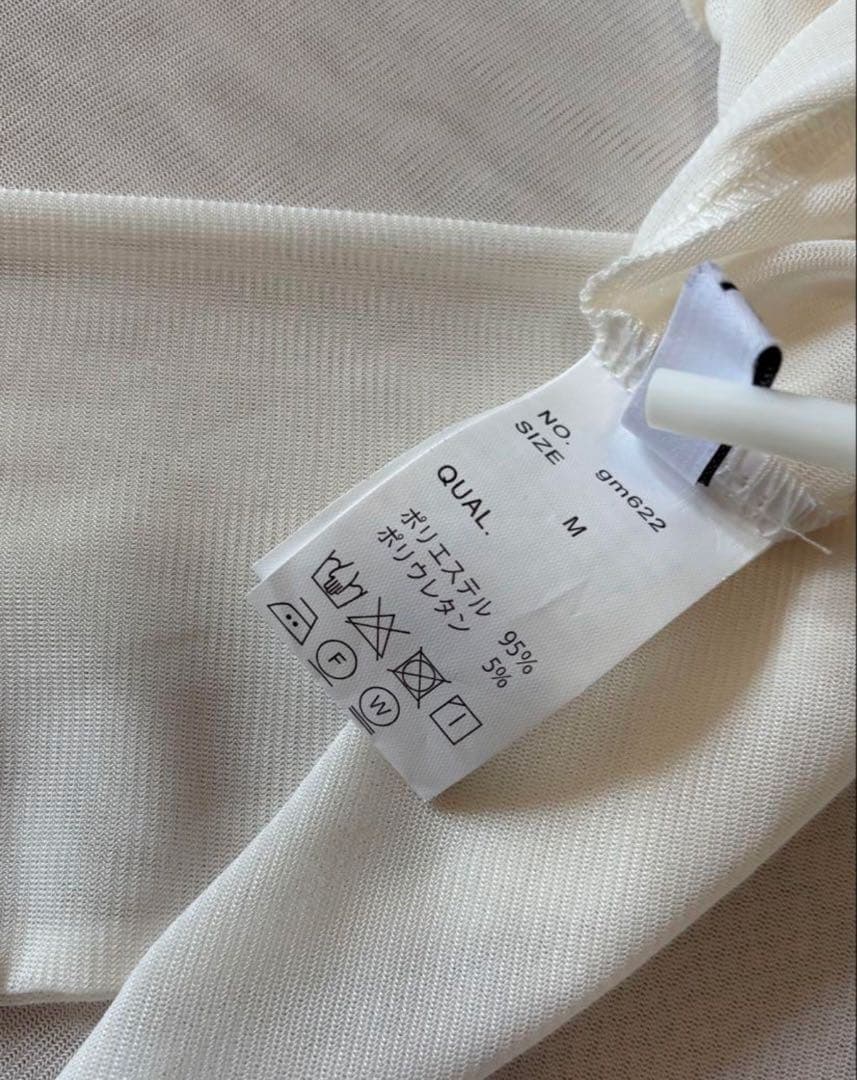 NO. gm622
SIZE M
QUAL.
ポリエステル 95%
ポリウレタン 5%
F
W